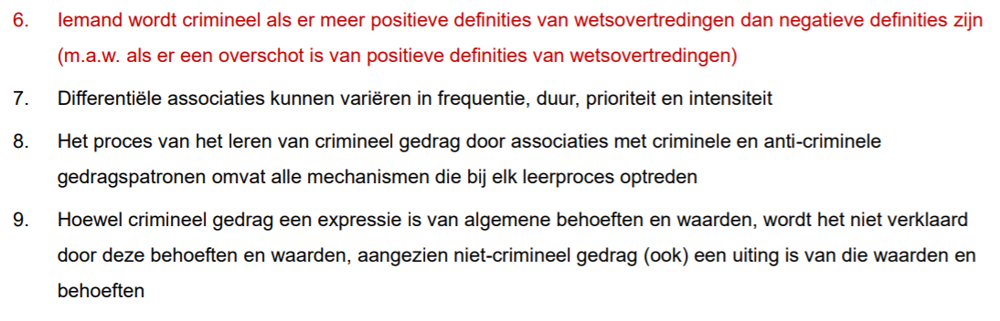 6. Iemand wordt crimineel als er meer positieve definities van wetsovertredingen dan negatieve definities zijn
(m.a.w. als er een overschot is van positieve definities van wetsovertredingen)
7. Differentiële associaties kunnen variëren in frequentie, duur, prioriteit en intensiteit
8. Het proces van het leren van crimineel gedrag door associaties met criminele en anti-criminele
gedragspatronen omvat alle mechanismen die bij elk leerproces optreden
9. Hoewel crimineel gedrag een expressie is van algemene behoeften en waarden, wordt het niet verklaard
door deze behoeften en waarden, aangezien niet-crimineel gedrag (ook) een uiting is van die waarden en
behoeften